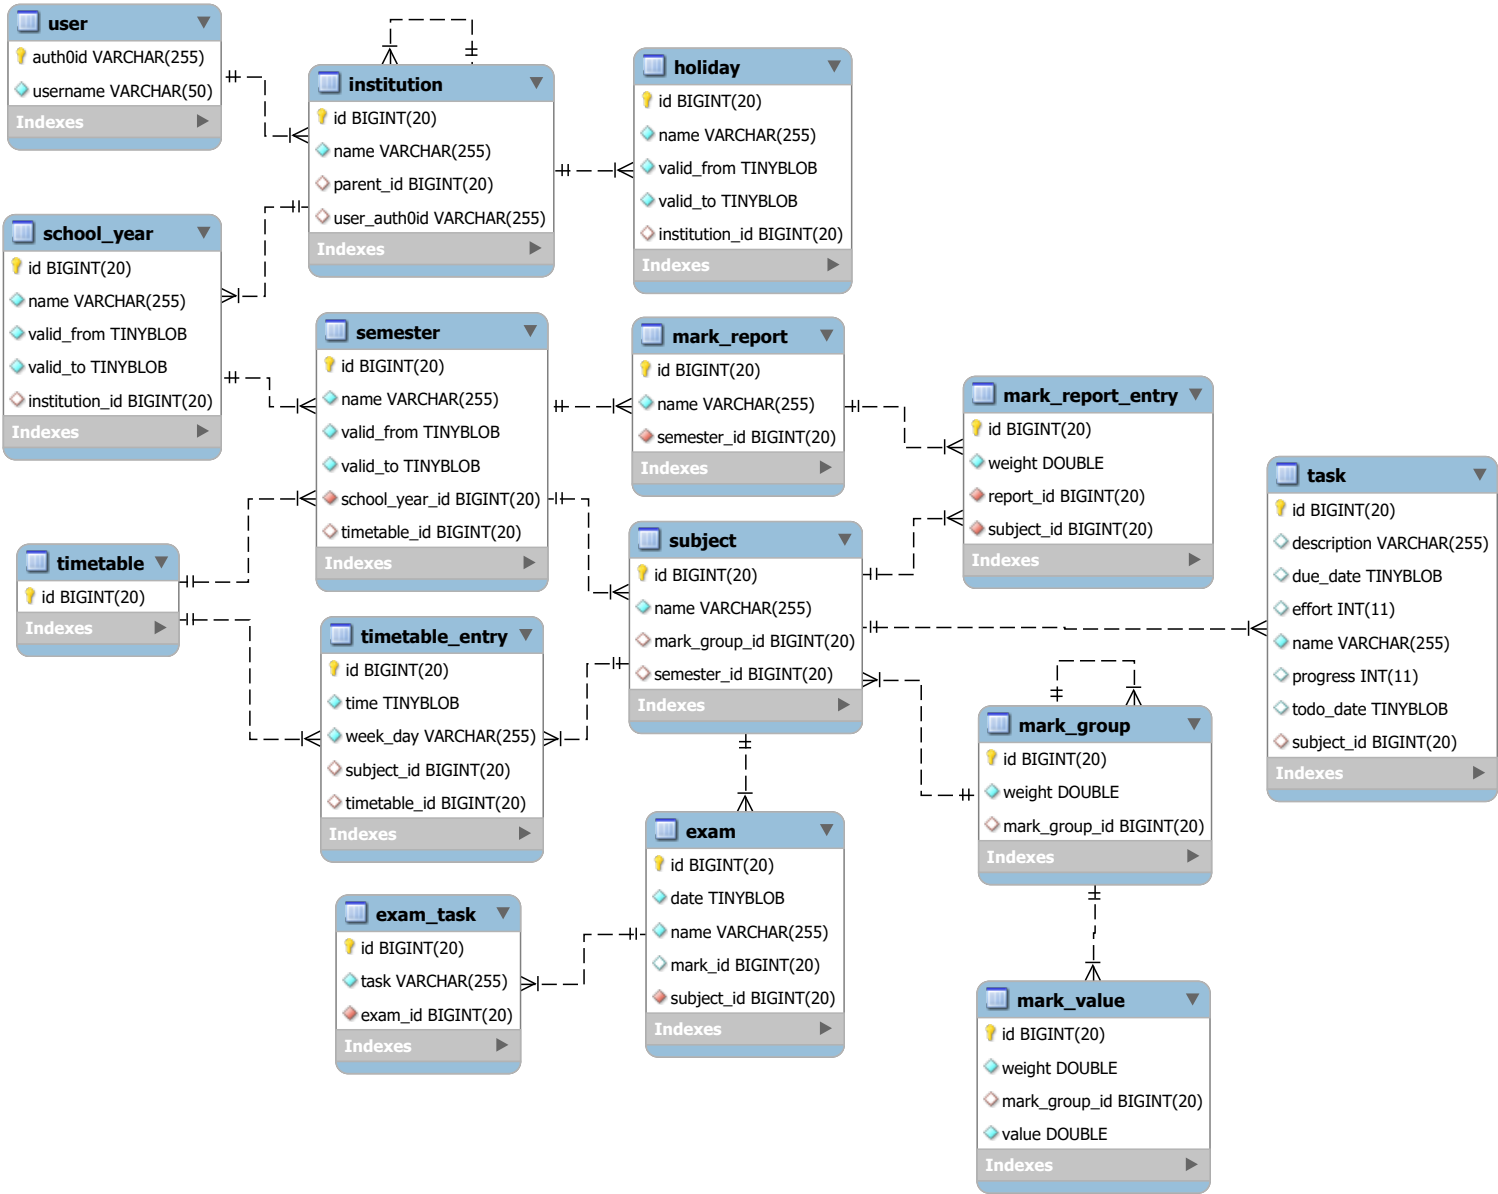 user
auth0id VARCHAR(255)
username VARCHAR(50)
Indexes
institution
id BIGINT(20)
name VARCHAR(255)
parent_id BIGINT(20)
user_auth0id VARCHAR(255)
Indexes
holiday
id BIGINT(20)
name VARCHAR(255)
valid_from TINYBLOB
valid_to TINYBLOB
institution_id BIGINT(20)
Indexes
school_year
id BIGINT(20)
name VARCHAR(255)
valid_from TINYBLOB
valid_to TINYBLOB
institution_id BIGINT(20)
Indexes
semester
id BIGINT(20)
name VARCHAR(255)
valid_from TINYBLOB
valid_to TINYBLOB
school_year_id BIGINT(20)
timetable_id BIGINT(20)
Indexes
mark_report
id BIGINT(20)
name VARCHAR(255)
semester_id BIGINT(20)
Indexes
mark_report_entry
id BIGINT(20)
weight DOUBLE
report_id BIGINT(20)
subject_id BIGINT(20)
Indexes
task
id BIGINT(20)
description VARCHAR(255)
due_date TINYBLOB
effort INT(11)
name VARCHAR(255)
progress INT(11)
todo_date TINYBLOB
subject_id BIGINT(20)
Indexes
timetable
id BIGINT(20)
Indexes
subject
id BIGINT(20)
name VARCHAR(255)
mark_group_id BIGINT(20)
semester_id BIGINT(20)
Indexes
timetable_entry
id BIGINT(20)
time TINYBLOB
week_day VARCHAR(255)
subject_id BIGINT(20)
timetable_id BIGINT(20)
Indexes
mark_group
id BIGINT(20)
weight DOUBLE
mark_group_id BIGINT(20)
Indexes
exam
id BIGINT(20)
date TINYBLOB
name VARCHAR(255)
mark_id BIGINT(20)
subject_id BIGINT(20)
Indexes
exam_task
id BIGINT(20)
task VARCHAR(255)
exam_id BIGINT(20)
Indexes
mark_value
id BIGINT(20)
weight DOUBLE
mark_group_id BIGINT(20)
value DOUBLE
Indexes